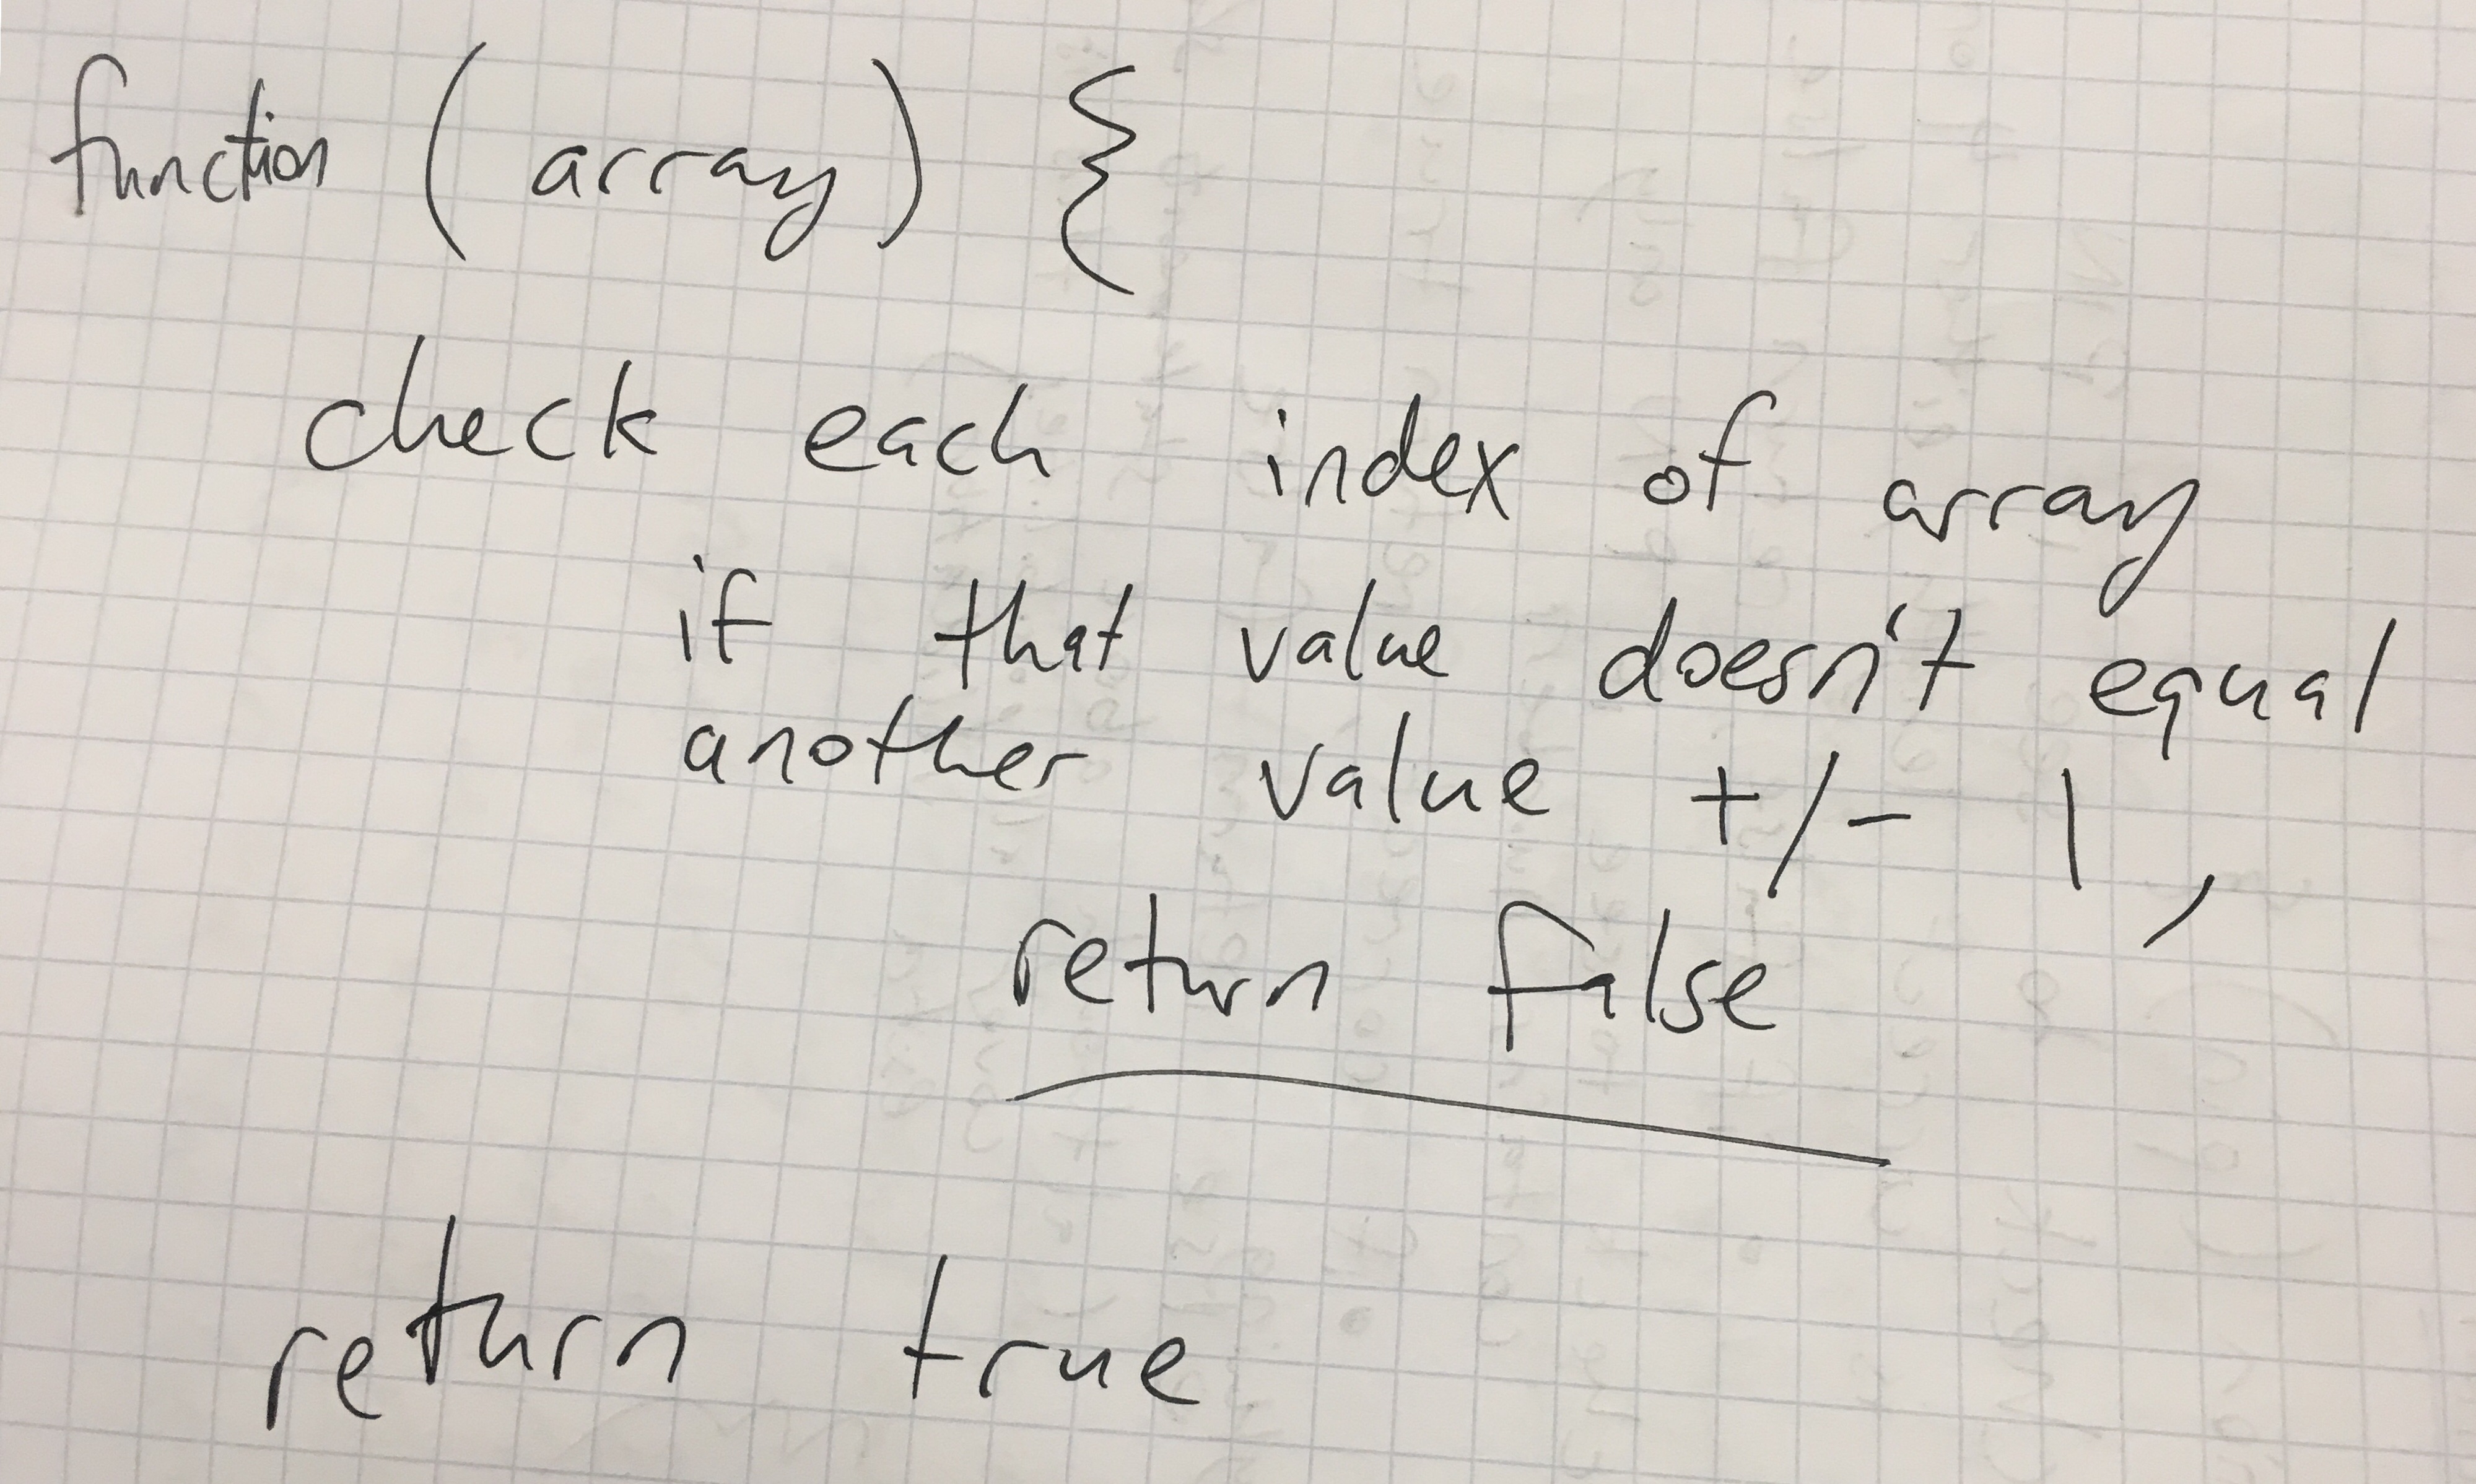 function (array) {
check each index of array
if that value doesn't equal
another value +/- 1,
return false
return true